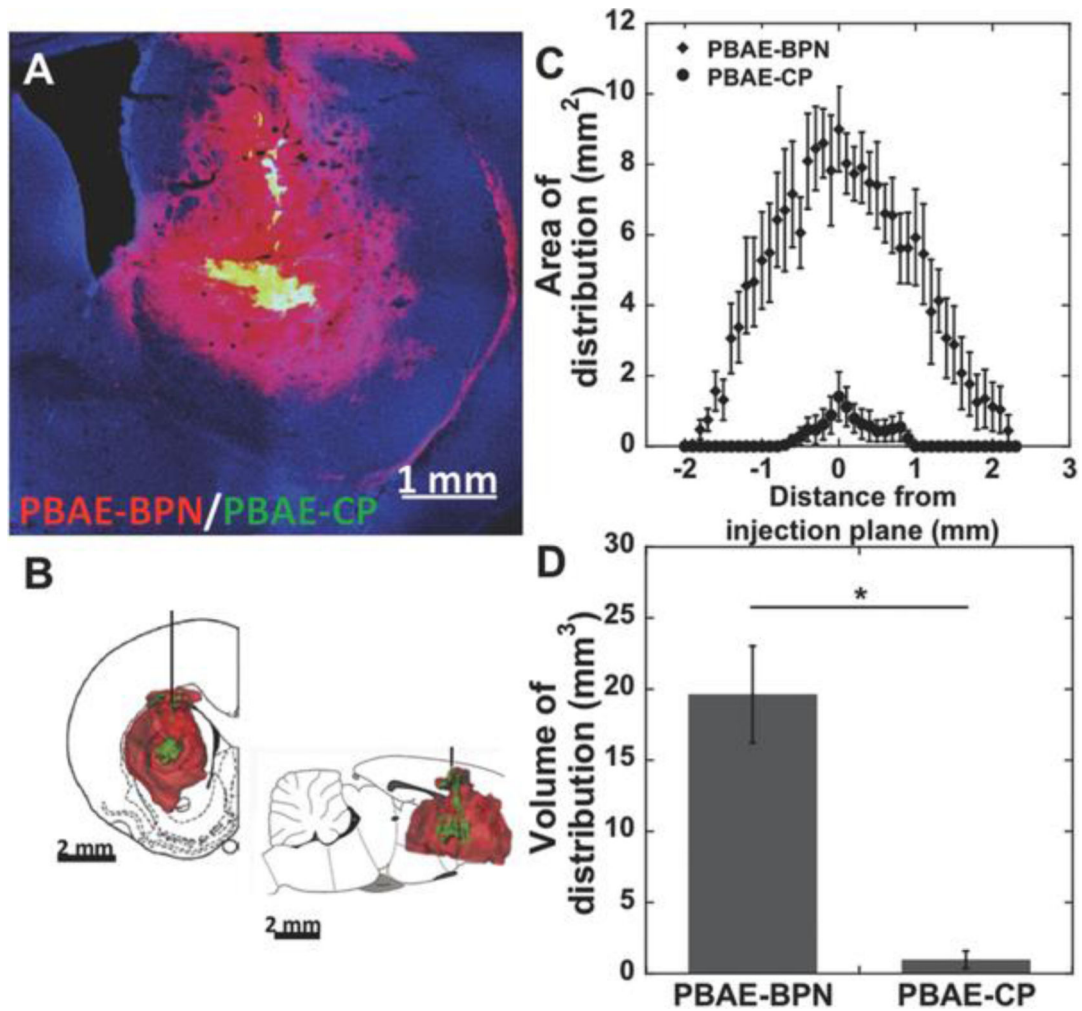 A
1 mm
PBAE-BPN/PBAE-CP
B
2 mm
2 mm
C
PBAE-BPN
PBAE-CP
Area of
distribution (mm²)
12
10
8
6
4
2
0
-2 -1 0 1 2 3
Distance from
injection plane (mm)
D
*
Volume of
distribution (mm³)
30
25
20
15
10
5
0
PBAE-BPN PBAE-CP